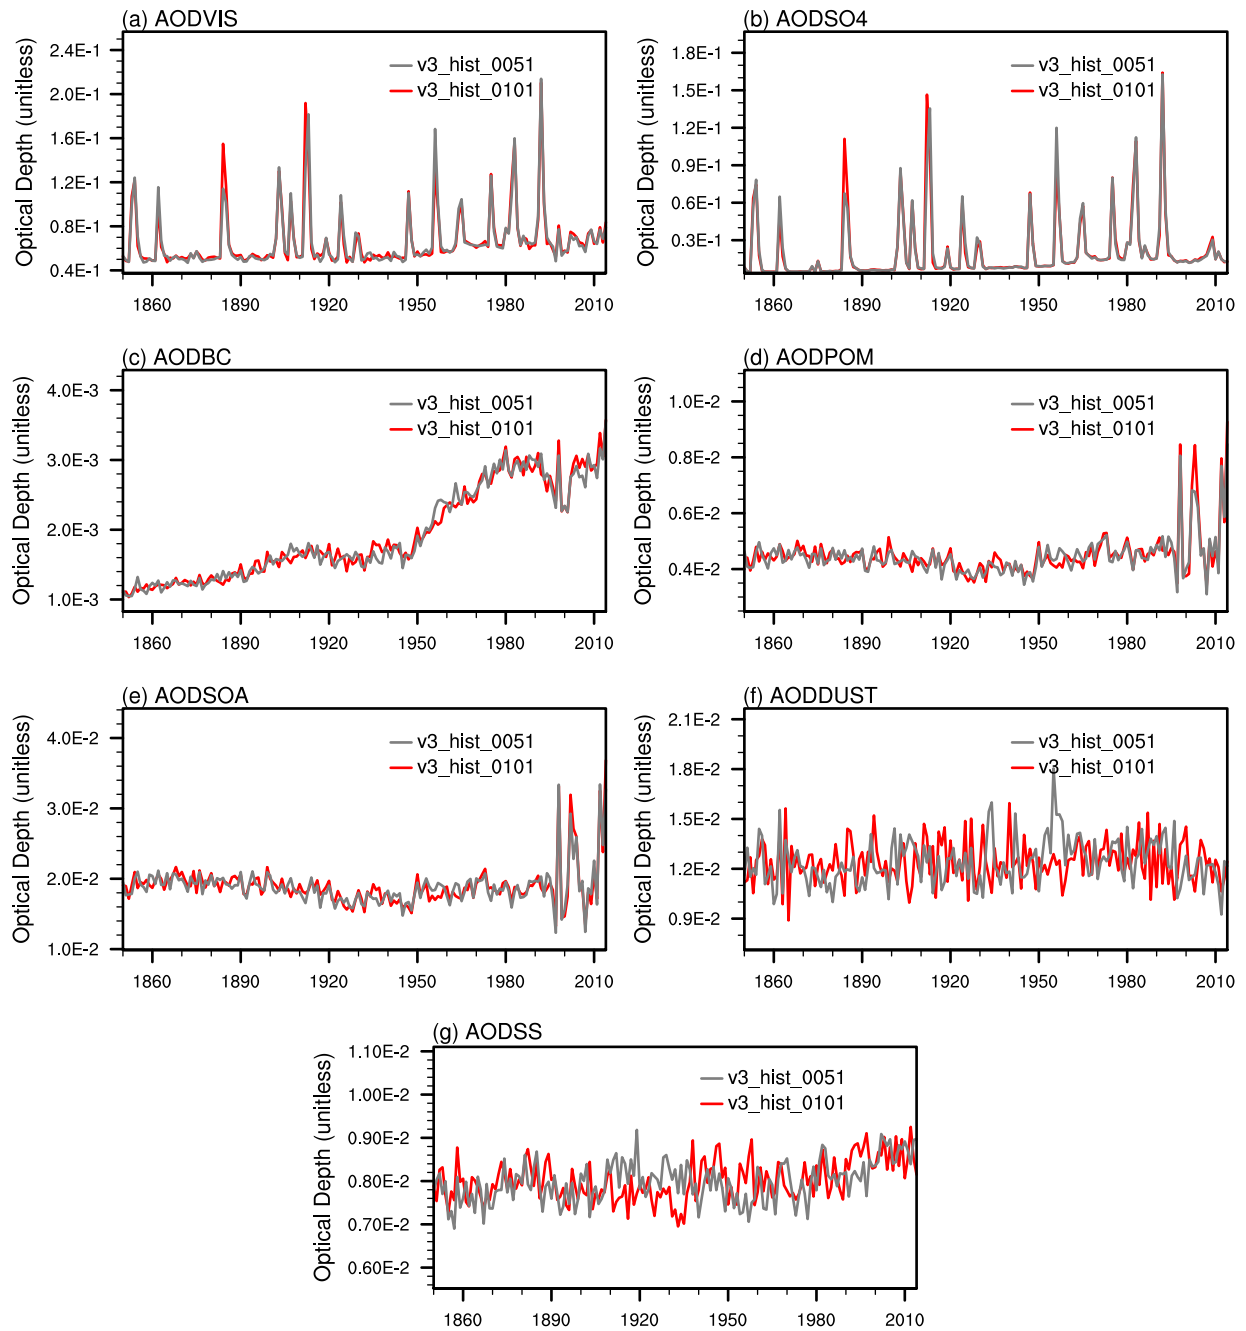 (a) AODVIS
Optical Depth (unitless)
2.4E-1
2.0E-1
1.6E-1
1.2E-1
0.8E-1
0.4E-1
v3_hist_0051
v3_hist_0101
1860 1890 1920 1950 1980 2010
(b) AODSO4
Optical Depth (unitless)
1.8E-1
1.5E-1
1.2E-1
0.9E-1
0.6E-1
0.3E-1
v3_hist_0051
v3_hist_0101
1860 1890 1920 1950 1980 2010
(c) AODBC
Optical Depth (unitless)
4.0E-3
3.0E-3
2.0E-3
1.0E-3
v3_hist_0051
v3_hist_0101
1860 1890 1920 1950 1980 2010
(d) AODPOM
Optical Depth (unitless)
1.0E-2
0.8E-2
0.6E-2
0.4E-2
v3_hist_0051
v3_hist_0101
1860 1890 1920 1950 1980 2010
(e) AODSOA
Optical Depth (unitless)
4.0E-2
3.0E-2
2.0E-2
1.0E-2
v3_hist_0051
v3_hist_0101
1860 1890 1920 1950 1980 2010
(f) AODDUST
Optical Depth (unitless)
2.1E-2
1.8E-2
1.5E-2
1.2E-2
0.9E-2
v3_hist_0051
v3_hist_0101
1860 1890 1920 1950 1980 2010
(g) AODSS
Optical Depth (unitless)
1.10E-2
1.00E-2
0.90E-2
0.80E-2
0.70E-2
0.60E-2
v3_hist_0051
v3_hist_0101
1860 1890 1920 1950 1980 2010